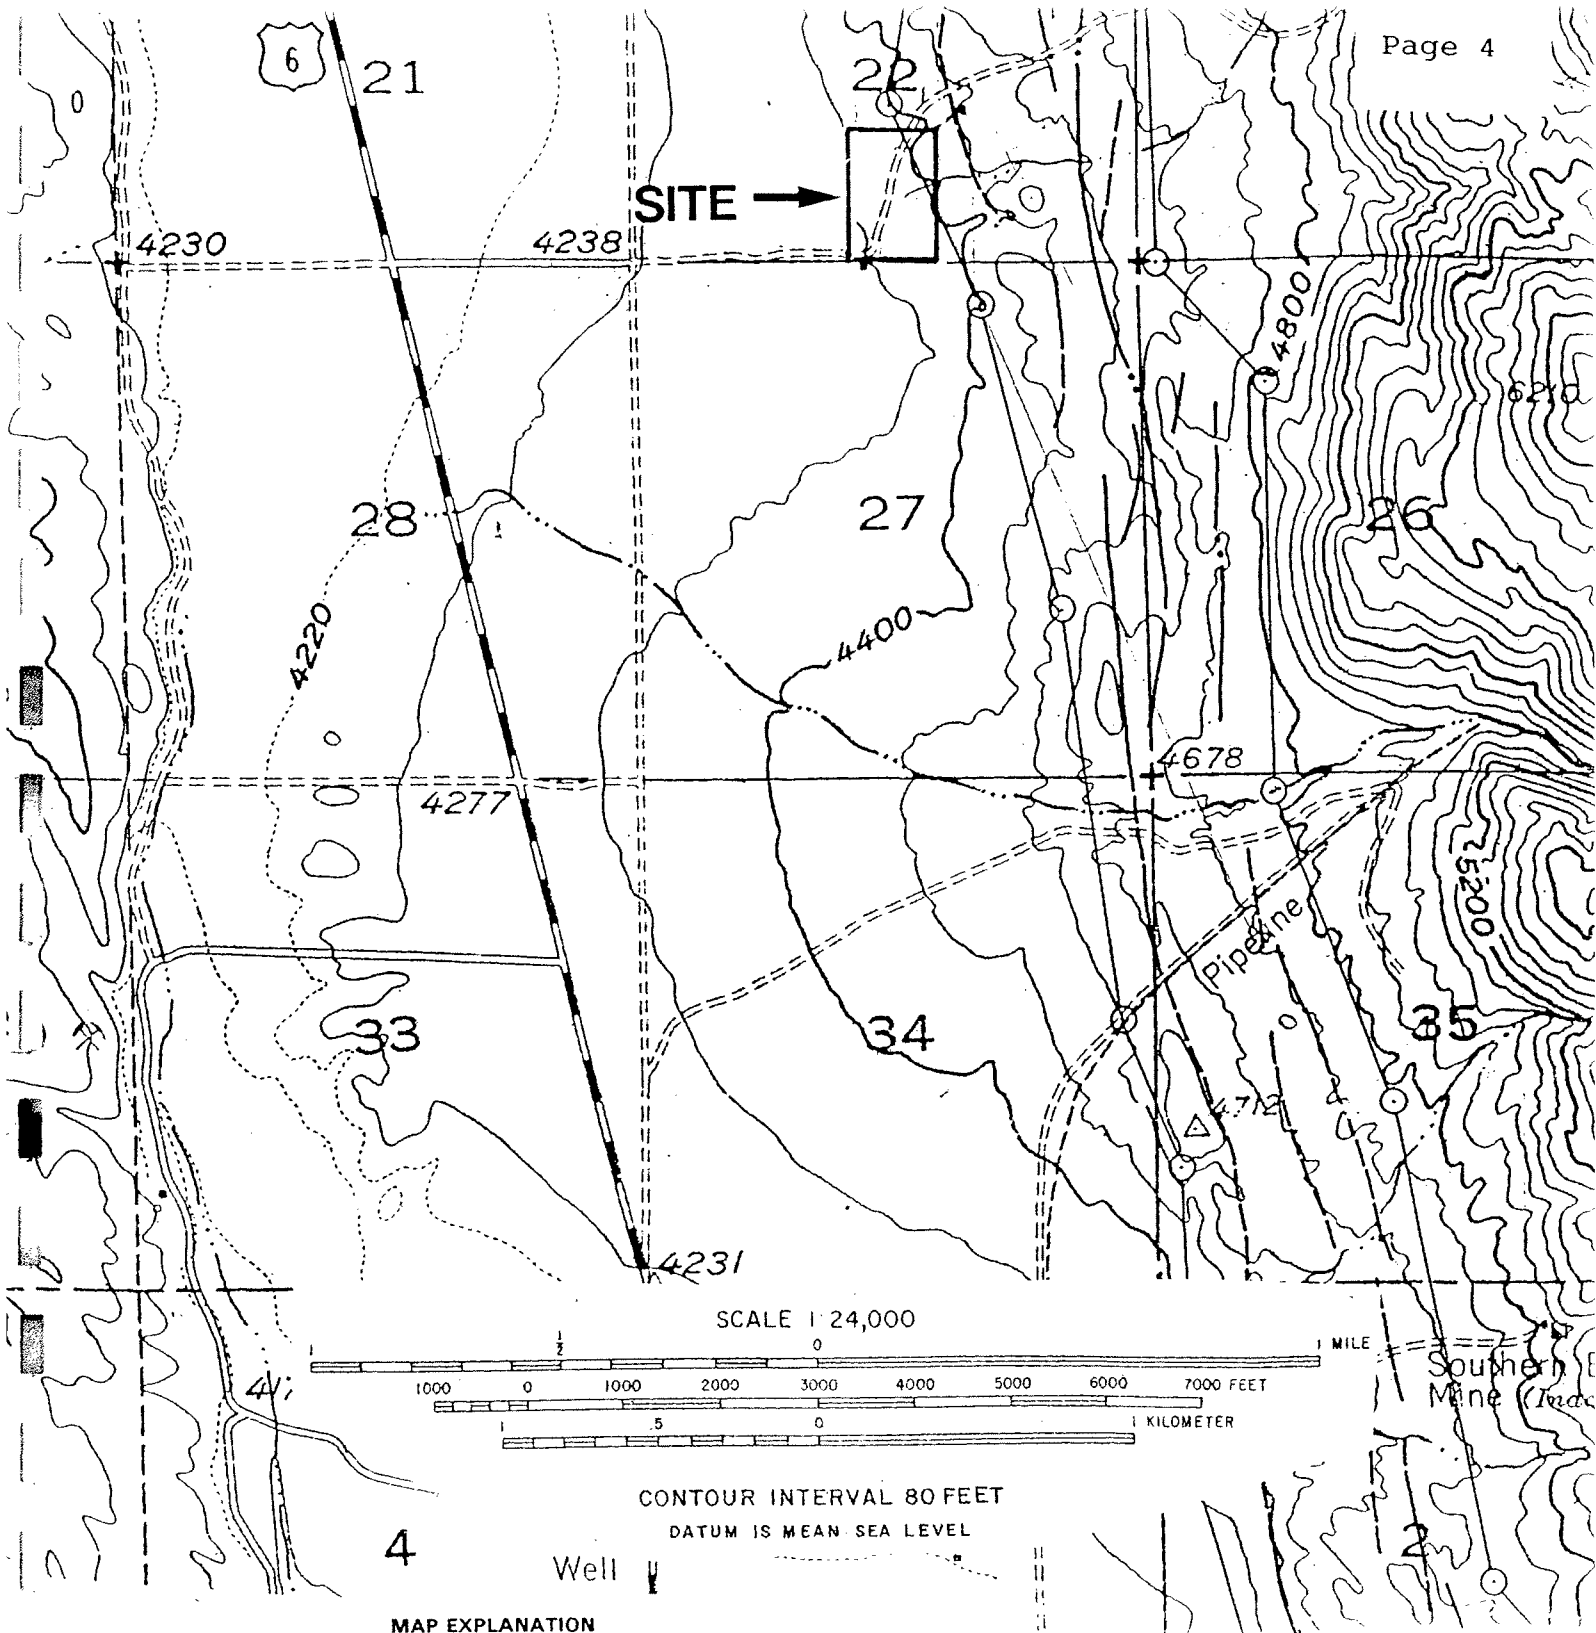 Page 4
6
21
22
SITE
4230
4238
4800
6210
28
27
26
4220
4400
4678
4277
5200
Pipeline
33
34
35
4712
4231
SCALE 1:24,000
1 1/2 0 1 MILE
1000 0 1000 2000 3000 4000 5000 6000 7000 FEET
1 .5 0 1 KILOMETER
Southern
Mine
CONTOUR INTERVAL 80 FEET
DATUM IS MEAN SEA LEVEL
4
2
Well
MAP EXPLANATION